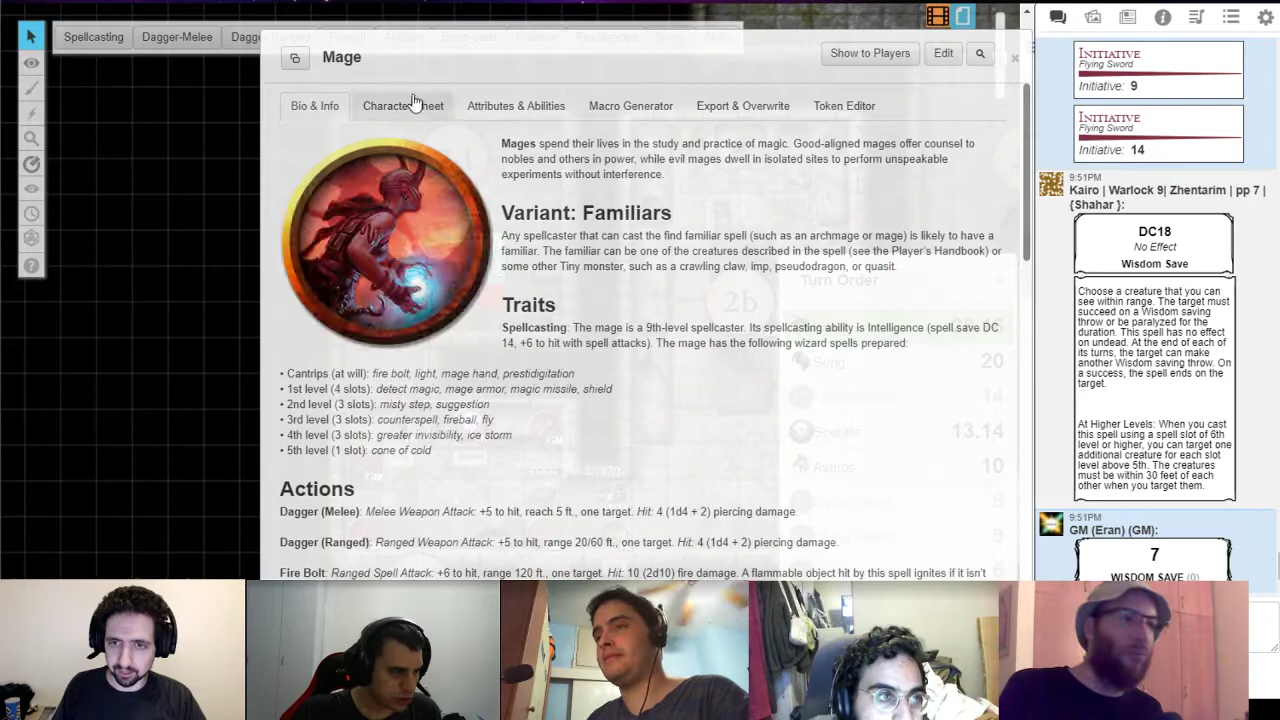 Spellcasting
Dagger-Melee
Mage
Show to Players
Edit
Bio & Info
Character Sheet
Attributes & Abilities
Macro Generator
Export & Overwrite
Token Editor
Mages spend their lives in the study and practice of magic. Good-aligned mages offer counsel to
nobles and others in power, while evil mages dwell in isolated sites to perform unspeakable
experiments without interference.
Variant: Familiars
Any spellcaster that can cast the find familiar spell (such as an archmage or mage) is likely to have a
familiar. The familiar can be one of the creatures described in the spell (see the Player's Handbook) or
some other Tiny monster, such as a crawling claw, imp, pseudodragon, or quasit.
Traits
Spellcasting: The mage is a 9th-level spellcaster. Its spellcasting ability is Intelligence (spell save DC
14, +6 to hit with spell attacks). The mage has the following wizard spells prepared:
• Cantrips (at will): fire bolt, light, mage hand, prestidigitation
• 1st level (4 slots): detect magic, mage armor, magic missile, shield
• 2nd level (3 slots): misty step, suggestion
• 3rd level (3 slots): counterspell, fireball, fly
• 4th level (3 slots): greater invisibility, ice storm
• 5th level (1 slot): cone of cold
Actions
Dagger (Melee): Melee Weapon Attack: +5 to hit, reach 5 ft., one target. Hit: 4 (1d4 + 2) piercing damage.
Dagger (Ranged): Ranged Weapon Attack: +5 to hit, range 20/60 ft., one target. Hit: 4 (1d4 + 2) piercing damage.
Fire Bolt: Ranged Spell Attack: +6 to hit, range 120 ft., one target. Hit: 10 (2d10) fire damage. A flammable object hit by this spell ignites if it isn't
2b
Turn Order
Sung
20
14
Specter
13.14
Avaros
10
9
GM
INITIATIVE
Flying Sword
Initiative: 9
INITIATIVE
Flying Sword
Initiative: 14
9:51PM
Kairo | Warlock 9| Zhentarim | pp 7 |
{Shahar }:
DC18
No Effect
Wisdom Save
Choose a creature that you can
see within range. The target must
succeed on a Wisdom saving
throw or be paralyzed for the
duration. This spell has no effect
on undead. At the end of each of
its turns, the target can make
another Wisdom saving throw. On
a success, the spell ends on the
target.
At Higher Levels: When you cast
this spell using a spell slot of 6th
level or higher, you can target one
additional creature for each slot
level above 5th. The creatures
must be within 30 feet of each
other when you target them.
9:51PM
GM (Eran) (GM):
7
WISDOM SAVE (0)